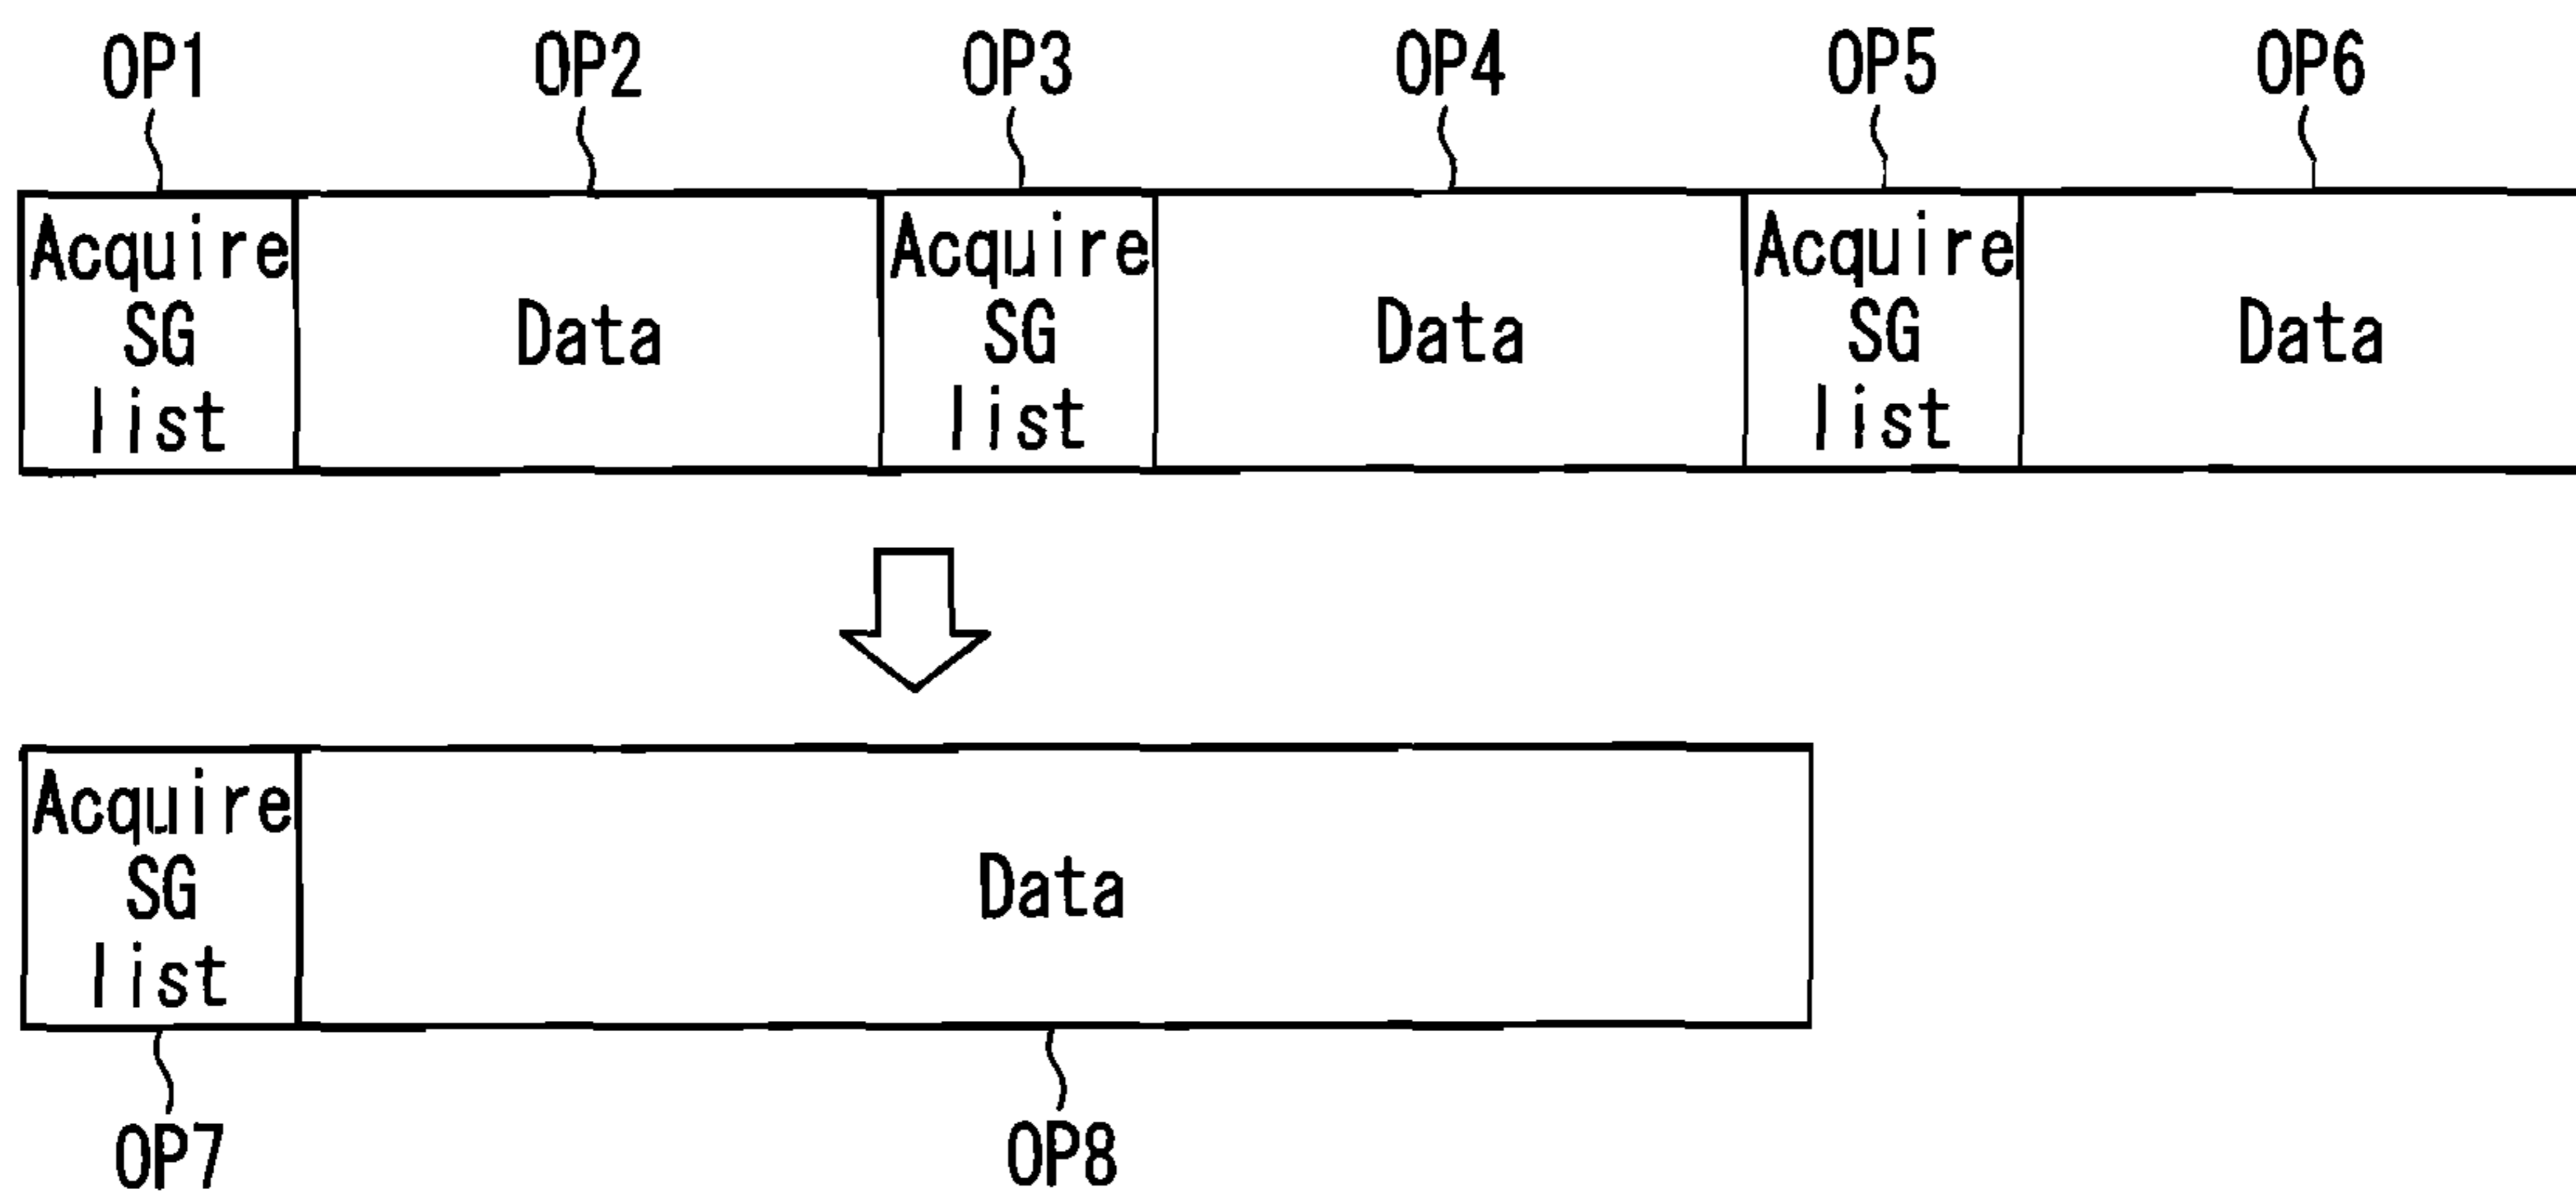 OP1 OP2 OP3 OP4 OP5 OP6
Acquire
SG
list
Data
Acquire
SG
list
Data
Acquire
SG
list
Data
Acquire
SG
list
Data
OP7 OP8